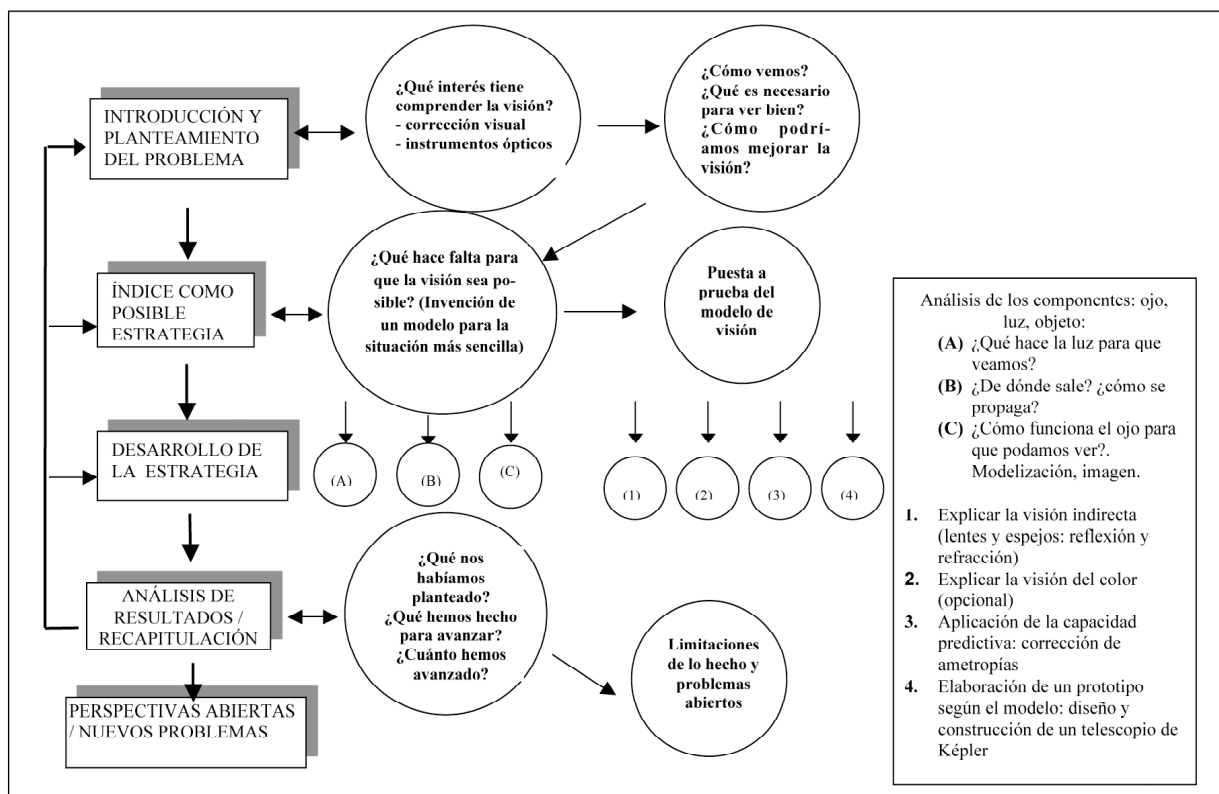 INTRODUCCIÓN Y
PLANTEAMIENTO
DEL PROBLEMA
¿Qué interés tiene
comprender la visión?
- corrección visual
- instrumentos ópticos
¿Cómo vemos?
¿Qué es necesario
para ver bien?
¿Cómo podrí-
amos mejorar la
visión?
ÍNDICE COMO
POSIBLE
ESTRATEGIA
¿Qué hace falta para
que la visión sea po-
sible? (Invención de
un modelo para la
situación más sencilla)
Puesta a
prueba del
modelo de
visión
DESARROLLO DE
LA ESTRATEGIA
(A)
(B)
(C)
(1)
(2)
(3)
(4)
ANÁLISIS DE
RESULTADOS /
RECAPITULACIÓN
¿Qué nos
habíamos
planteado?
¿Qué hemos hecho
para avanzar?
¿Cuánto hemos
avanzado?
Limitaciones
de lo hecho y
problemas
abiertos
PERSPECTIVAS ABIERTAS
/ NUEVOS PROBLEMAS
Análisis de los componentes: ojo,
luz, objeto:
(A) ¿Qué hace la luz para que
veamos?
(B) ¿De dónde sale? ¿cómo se
propaga?
(C) ¿Cómo funciona el ojo para
que podamos ver?.
Modelización, imagen.
1. Explicar la visión indirecta
(lentes y espejos: reflexión y
refracción)
2. Explicar la visión del color
(opcional)
3. Aplicación de la capacidad
predictiva: corrección de
ametropías
4. Elaboración de un prototipo
según el modelo: diseño y
construcción de un telescopio de
Képler